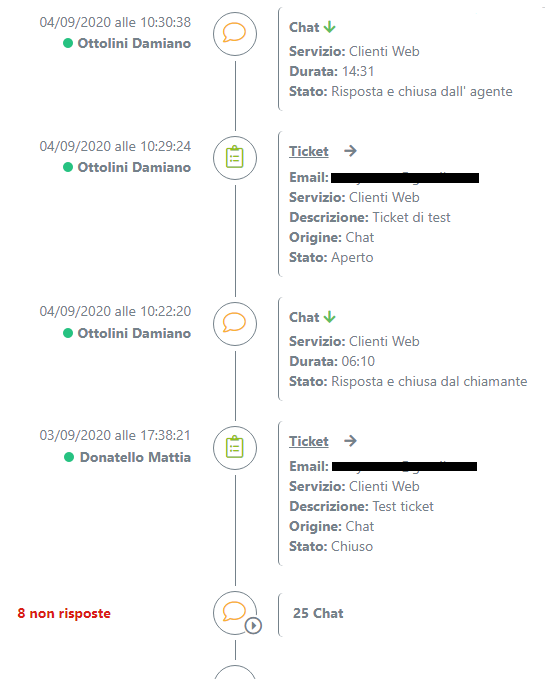 04/09/2020 alle 10:30:38
Ottolini Damiano
Chat
Servizio: Clienti Web
Durata: 14:31
Stato: Risposta e chiusa dall' agente
04/09/2020 alle 10:29:24
Ottolini Damiano
Ticket
Email:
Servizio: Clienti Web
Descrizione: Ticket di test
Origine: Chat
Stato: Aperto
04/09/2020 alle 10:22:20
Ottolini Damiano
Chat
Servizio: Clienti Web
Durata: 06:10
Stato: Risposta e chiusa dal chiamante
03/09/2020 alle 17:38:21
Donatello Mattia
Ticket
Email:
Servizio: Clienti Web
Descrizione: Test ticket
Origine: Chat
Stato: Chiuso
8 non risposte
25 Chat